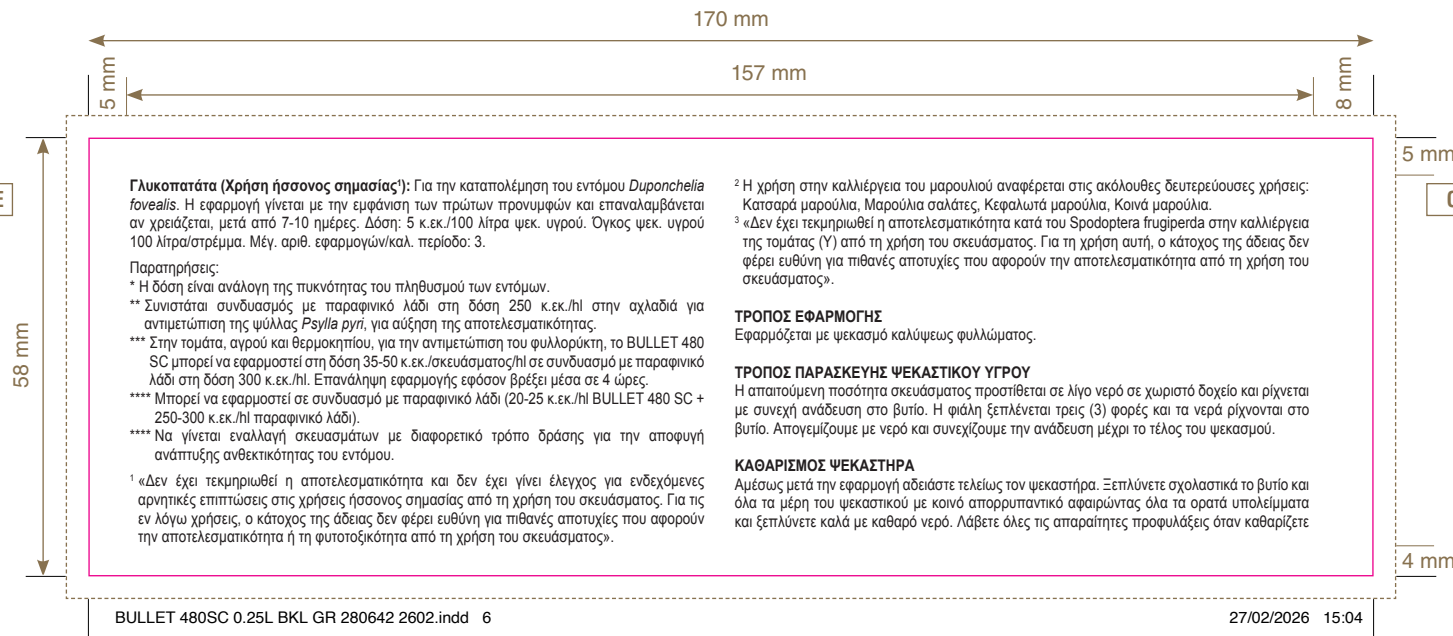 170 mm
157 mm
5 mm
8 mm
5 mm
58 mm
4 mm
Γλυκοπατάτα (Χρήση ήσσονος σημασίας¹): Για την καταπολέμηση του εντόμου Duponchelia
fovealis. Η εφαρμογή γίνεται με την εμφάνιση των πρώτων προνυμφών και επαναλαμβάνεται
αν χρειάζεται, μετά από 7-10 ημέρες. Δόση: 5 κ.εκ./100 λίτρα ψεκ. υγρού. Όγκος ψεκ. υγρού
100 λίτρα/στρέμμα. Μέγ. αριθ. εφαρμογών/καλ. περίοδο: 3.
Παρατηρήσεις:
* Η δόση είναι ανάλογη της πυκνότητας του πληθυσμού των εντόμων.
** Συνιστάται συνδυασμός με παραφινικό λάδι στη δόση 250 κ.εκ./hl στην αχλαδιά για
αντιμετώπιση της ψύλλας Psylla pyri, για αύξηση της αποτελεσματικότητας.
*** Στην τομάτα, αγρού και θερμοκηπίου, για την αντιμετώπιση του φυλλορύκτη, το BULLET 480
SC μπορεί να εφαρμοστεί στη δόση 35-50 κ.εκ./σκευάσματος/hl σε συνδυασμό με παραφινικό
λάδι στη δόση 300 κ.εκ./hl. Επανάληψη εφαρμογής εφόσον βρέξει μέσα σε 4 ώρες.
**** Μπορεί να εφαρμοστεί σε συνδυασμό με παραφινικό λάδι (20-25 κ.εκ./hl BULLET 480 SC +
250-300 κ.εκ./hl παραφινικό λάδι).
**** Να γίνεται εναλλαγή σκευασμάτων με διαφορετικό τρόπο δράσης για την αποφυγή
ανάπτυξης ανθεκτικότητας του εντόμου.
¹ «Δεν έχει τεκμηριωθεί η αποτελεσματικότητα και δεν έχει γίνει έλεγχος για ενδεχόμενες
αρνητικές επιπτώσεις στις χρήσεις ήσσονος σημασίας από τη χρήση του σκευάσματος. Για τις
εν λόγω χρήσεις, ο κάτοχος της άδειας δεν φέρει ευθύνη για πιθανές αποτυχίες που αφορούν
την αποτελεσματικότητα ή τη φυτοτοξικότητα από τη χρήση του σκευάσματος».
² Η χρήση στην καλλιέργεια του μαρουλιού αναφέρεται στις ακόλουθες δευτερεύουσες χρήσεις:
Κατσαρά μαρούλια, Μαρούλια σαλάτες, Κεφαλωτά μαρούλια, Κοινά μαρούλια.
³ «Δεν έχει τεκμηριωθεί η αποτελεσματικότητα κατά του Spodoptera frugiperda στην καλλιέργεια
της τομάτας (Υ) από τη χρήση του σκευάσματος. Για τη χρήση αυτή, ο κάτοχος της άδειας δεν
φέρει ευθύνη για πιθανές αποτυχίες που αφορούν την αποτελεσματικότητα από τη χρήση του
σκευάσματος».
ΤΡΟΠΟΣ ΕΦΑΡΜΟΓΗΣ
Εφαρμόζεται με ψεκασμό καλύψεως φυλλώματος.
ΤΡΟΠΟΣ ΠΑΡΑΣΚΕΥΗΣ ΨΕΚΑΣΤΙΚΟΥ ΥΓΡΟΥ
Η απαιτούμενη ποσότητα σκευάσματος προστίθεται σε λίγο νερό σε χωριστό δοχείο και ρίχνεται
με συνεχή ανάδευση στο βυτίο. Η φιάλη ξεπλένεται τρεις (3) φορές και τα νερά ρίχνονται στο
βυτίο. Απογεμίζουμε με νερό και συνεχίζουμε την ανάδευση μέχρι το τέλος του ψεκασμού.
ΚΑΘΑΡΙΣΜΟΣ ΨΕΚΑΣΤΗΡΑ
Αμέσως μετά την εφαρμογή αδειάστε τελείως τον ψεκαστήρα. Ξεπλύνετε σχολαστικά το βυτίο και
όλα τα μέρη του ψεκαστικού με κοινό απορρυπαντικό αφαιρώντας όλα τα ορατά υπολείμματα
και ξεπλύνετε καλά με καθαρό νερό. Λάβετε όλες τις απαραίτητες προφυλάξεις όταν καθαρίζετε
BULLET 480SC 0.25L BKL GR 280642 2602.indd 6
27/02/2026 15:04